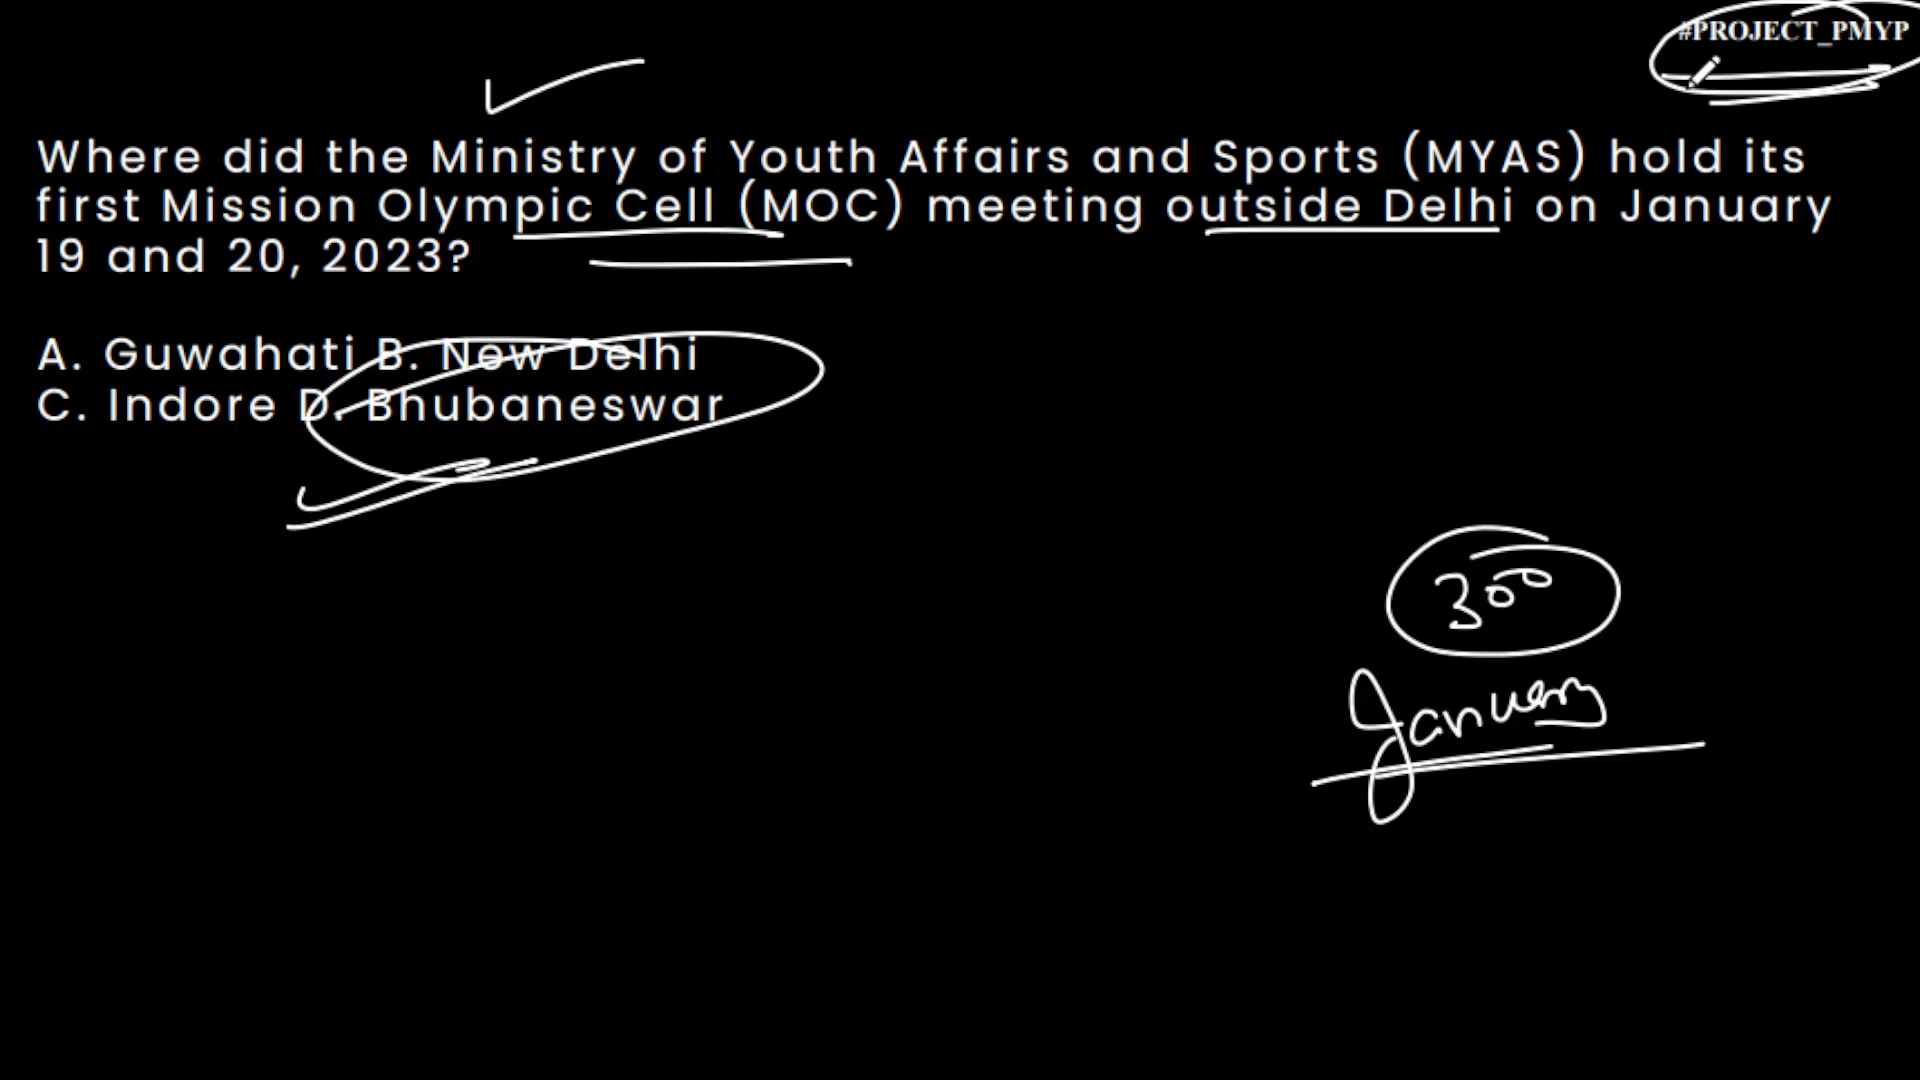 #PROJECT_PMYP
Where did the Ministry of Youth Affairs and Sports (MYAS) hold its
first Mission Olympic Cell (MOC) meeting outside Delhi on January
19 and 20, 2023?
A. Guwahati B. New Delhi
C. Indore D. Bhubaneswar
300
January